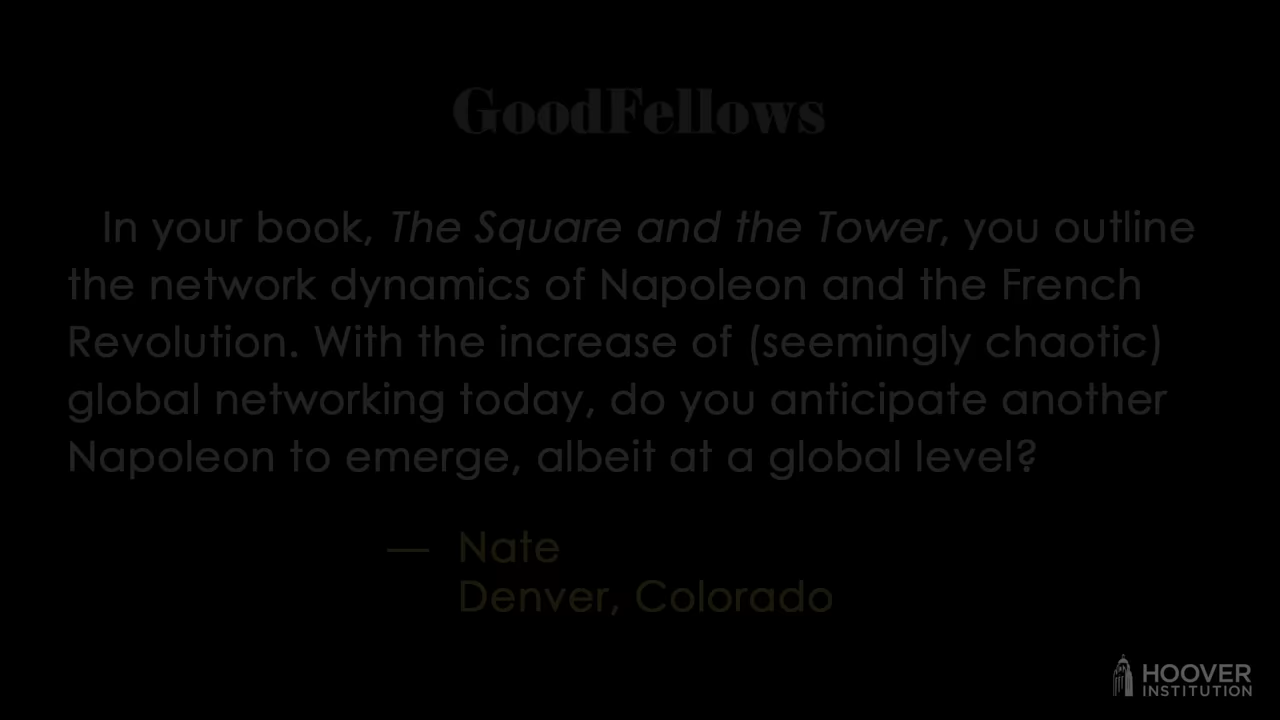 GoodFellows
In your book, The Square and the Tower, you outline
the network dynamics of Napoleon and the French
Revolution. With the increase of (seemingly chaotic)
global networking today, do you anticipate another
Napoleon to emerge, albeit at a global level?
— Nate
Denver, Colorado
HOOVER
INSTITUTION